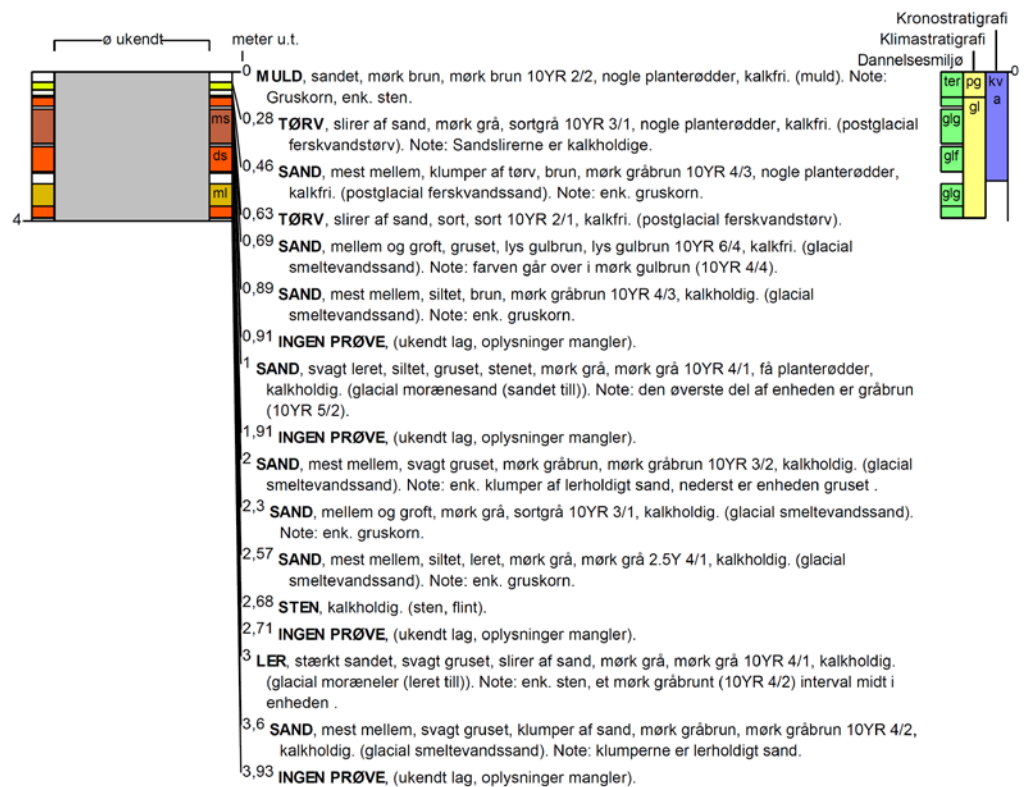 Kronostratigrafi
ø ukendt meter u.t. Klimastratigrafi
Dannelsesmiljø
0 MULD, sandet, mørk brun, mørk brun 10YR 2/2, nogle planterødder, kalkfri. (muld). Note: ter pg kv 0
Gruskorn, enk. sten. a
gl
0,28 TØRV, slirer af sand, mørk grå, sortgrå 10YR 3/1, nogle planterødder, kalkfri. (postglacial
ms glg
ferskvandstørv). Note: Sandslirerne er kalkholdige.
ds glf
0,46 SAND, mest mellem, klumper af tørv, brun, mørk gråbrun 10YR 4/3, nogle planterødder,
ml kalkfri. (postglacial ferskvandssand). Note: enk. gruskorn. glg
4 0,63 TØRV, slirer af sand, sort, sort 10YR 2/1, kalkfri. (postglacial ferskvandstørv).
0,69 SAND, mellem og groft, gruset, lys gulbrun, lys gulbrun 10YR 6/4, kalkfri. (glacial
smeltevandssand). Note: farven går over i mørk gulbrun (10YR 4/4).
0,89 SAND, mest mellem, siltet, brun, mørk gråbrun 10YR 4/3, kalkholdig. (glacial
smeltevandssand). Note: enk. gruskorn.
0,91 INGEN PRØVE, (ukendt lag, oplysninger mangler).
1 SAND, svagt leret, siltet, gruset, stenet, mørk grå, mørk grå 10YR 4/1, få planterødder,
kalkholdig. (glacial morænesand (sandet till)). Note: den øverste del af enheden er gråbrun
(10YR 5/2).
1,91 INGEN PRØVE, (ukendt lag, oplysninger mangler).
2 SAND, mest mellem, svagt gruset, mørk gråbrun, mørk gråbrun 10YR 3/2, kalkholdig. (glacial
smeltevandssand). Note: enk. klumper af lerholdigt sand, nederst er enheden gruset .
2,3 SAND, mellem og groft, mørk grå, sortgrå 10YR 3/1, kalkholdig. (glacial smeltevandssand).
Note: enk. gruskorn.
2,57 SAND, mest mellem, siltet, leret, mørk grå, mørk grå 2.5Y 4/1, kalkholdig. (glacial
smeltevandssand). Note: enk. gruskorn.
2,68 STEN, kalkholdig. (sten, flint).
2,71 INGEN PRØVE, (ukendt lag, oplysninger mangler).
3 LER, stærkt sandet, svagt gruset, slirer af sand, mørk grå, mørk grå 10YR 4/1, kalkholdig.
(glacial moræneler (leret till)). Note: enk. sten, et mørk gråbrunt (10YR 4/2) interval midt i
enheden .
3,6 SAND, mest mellem, svagt gruset, klumper af sand, mørk gråbrun, mørk gråbrun 10YR 4/2,
kalkholdig. (glacial smeltevandssand). Note: klumperne er lerholdigt sand.
3,93 INGEN PRØVE, (ukendt lag, oplysninger mangler).